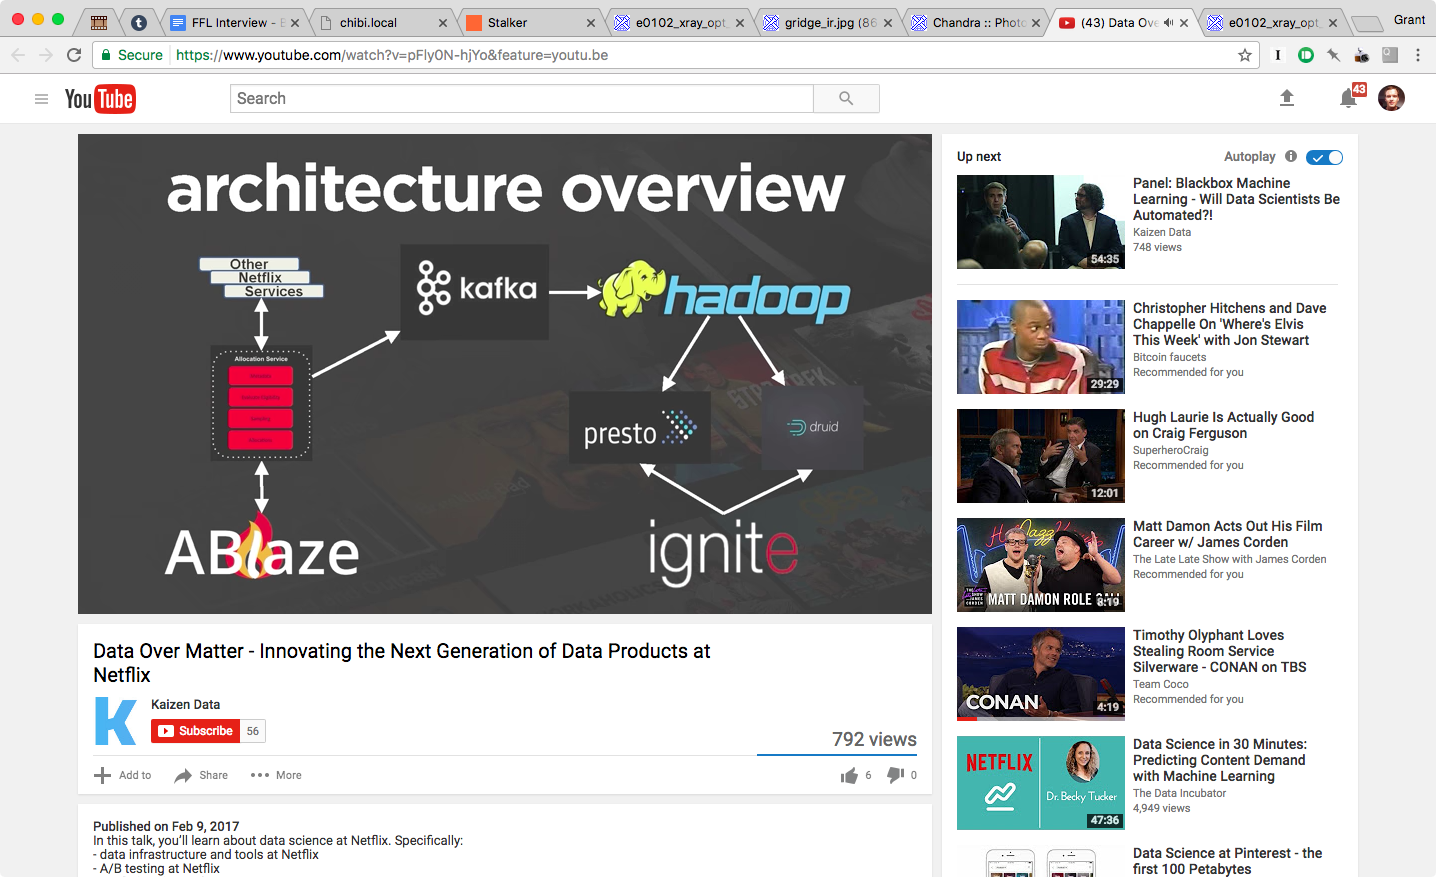 FFL Interview - E
chibi.local
Stalker
e0102_xray_opt_
gridge_ir.jpg (86
Chandra :: Photo
(43) Data Ove
e0102_xray_opt_
Grant
Secure
https://www.youtube.com/watch?v=pFly0N-hjYo&feature=youtu.be
YouTube
Search
43
architecture overview
Other
Netflix
Services
kafka
hadoop
Allocation Service
presto
druid
ABlaze
ignite
Data Over Matter - Innovating the Next Generation of Data Products at
Netflix
Kaizen Data
Subscribe 56
792 views
Add to
Share
More
6
0
Published on Feb 9, 2017
In this talk, you'll learn about data science at Netflix. Specifically:
- data infrastructure and tools at Netflix
- A/B testing at Netflix
Up next
Autoplay
54:35
Panel: Blackbox Machine
Learning - Will Data Scientists Be
Automated?!
Kaizen Data
748 views
29:29
Christopher Hitchens and Dave
Chappelle On 'Where's Elvis
This Week' with Jon Stewart
Bitcoin faucets
Recommended for you
12:01
Hugh Laurie Is Actually Good
on Craig Ferguson
SuperheroCraig
Recommended for you
MATT DAMON ROLE CALL
8:19
Matt Damon Acts Out His Film
Career w/ James Corden
The Late Late Show with James Corden
Recommended for you
CONAN
4:19
Timothy Olyphant Loves
Stealing Room Service
Silverware - CONAN on TBS
Team Coco
Recommended for you
NETFLIX
Dr. Becky Tucker
47:36
Data Science in 30 Minutes:
Predicting Content Demand
with Machine Learning
The Data Incubator
4,949 views
Data Science at Pinterest - the
first 100 Petabytes